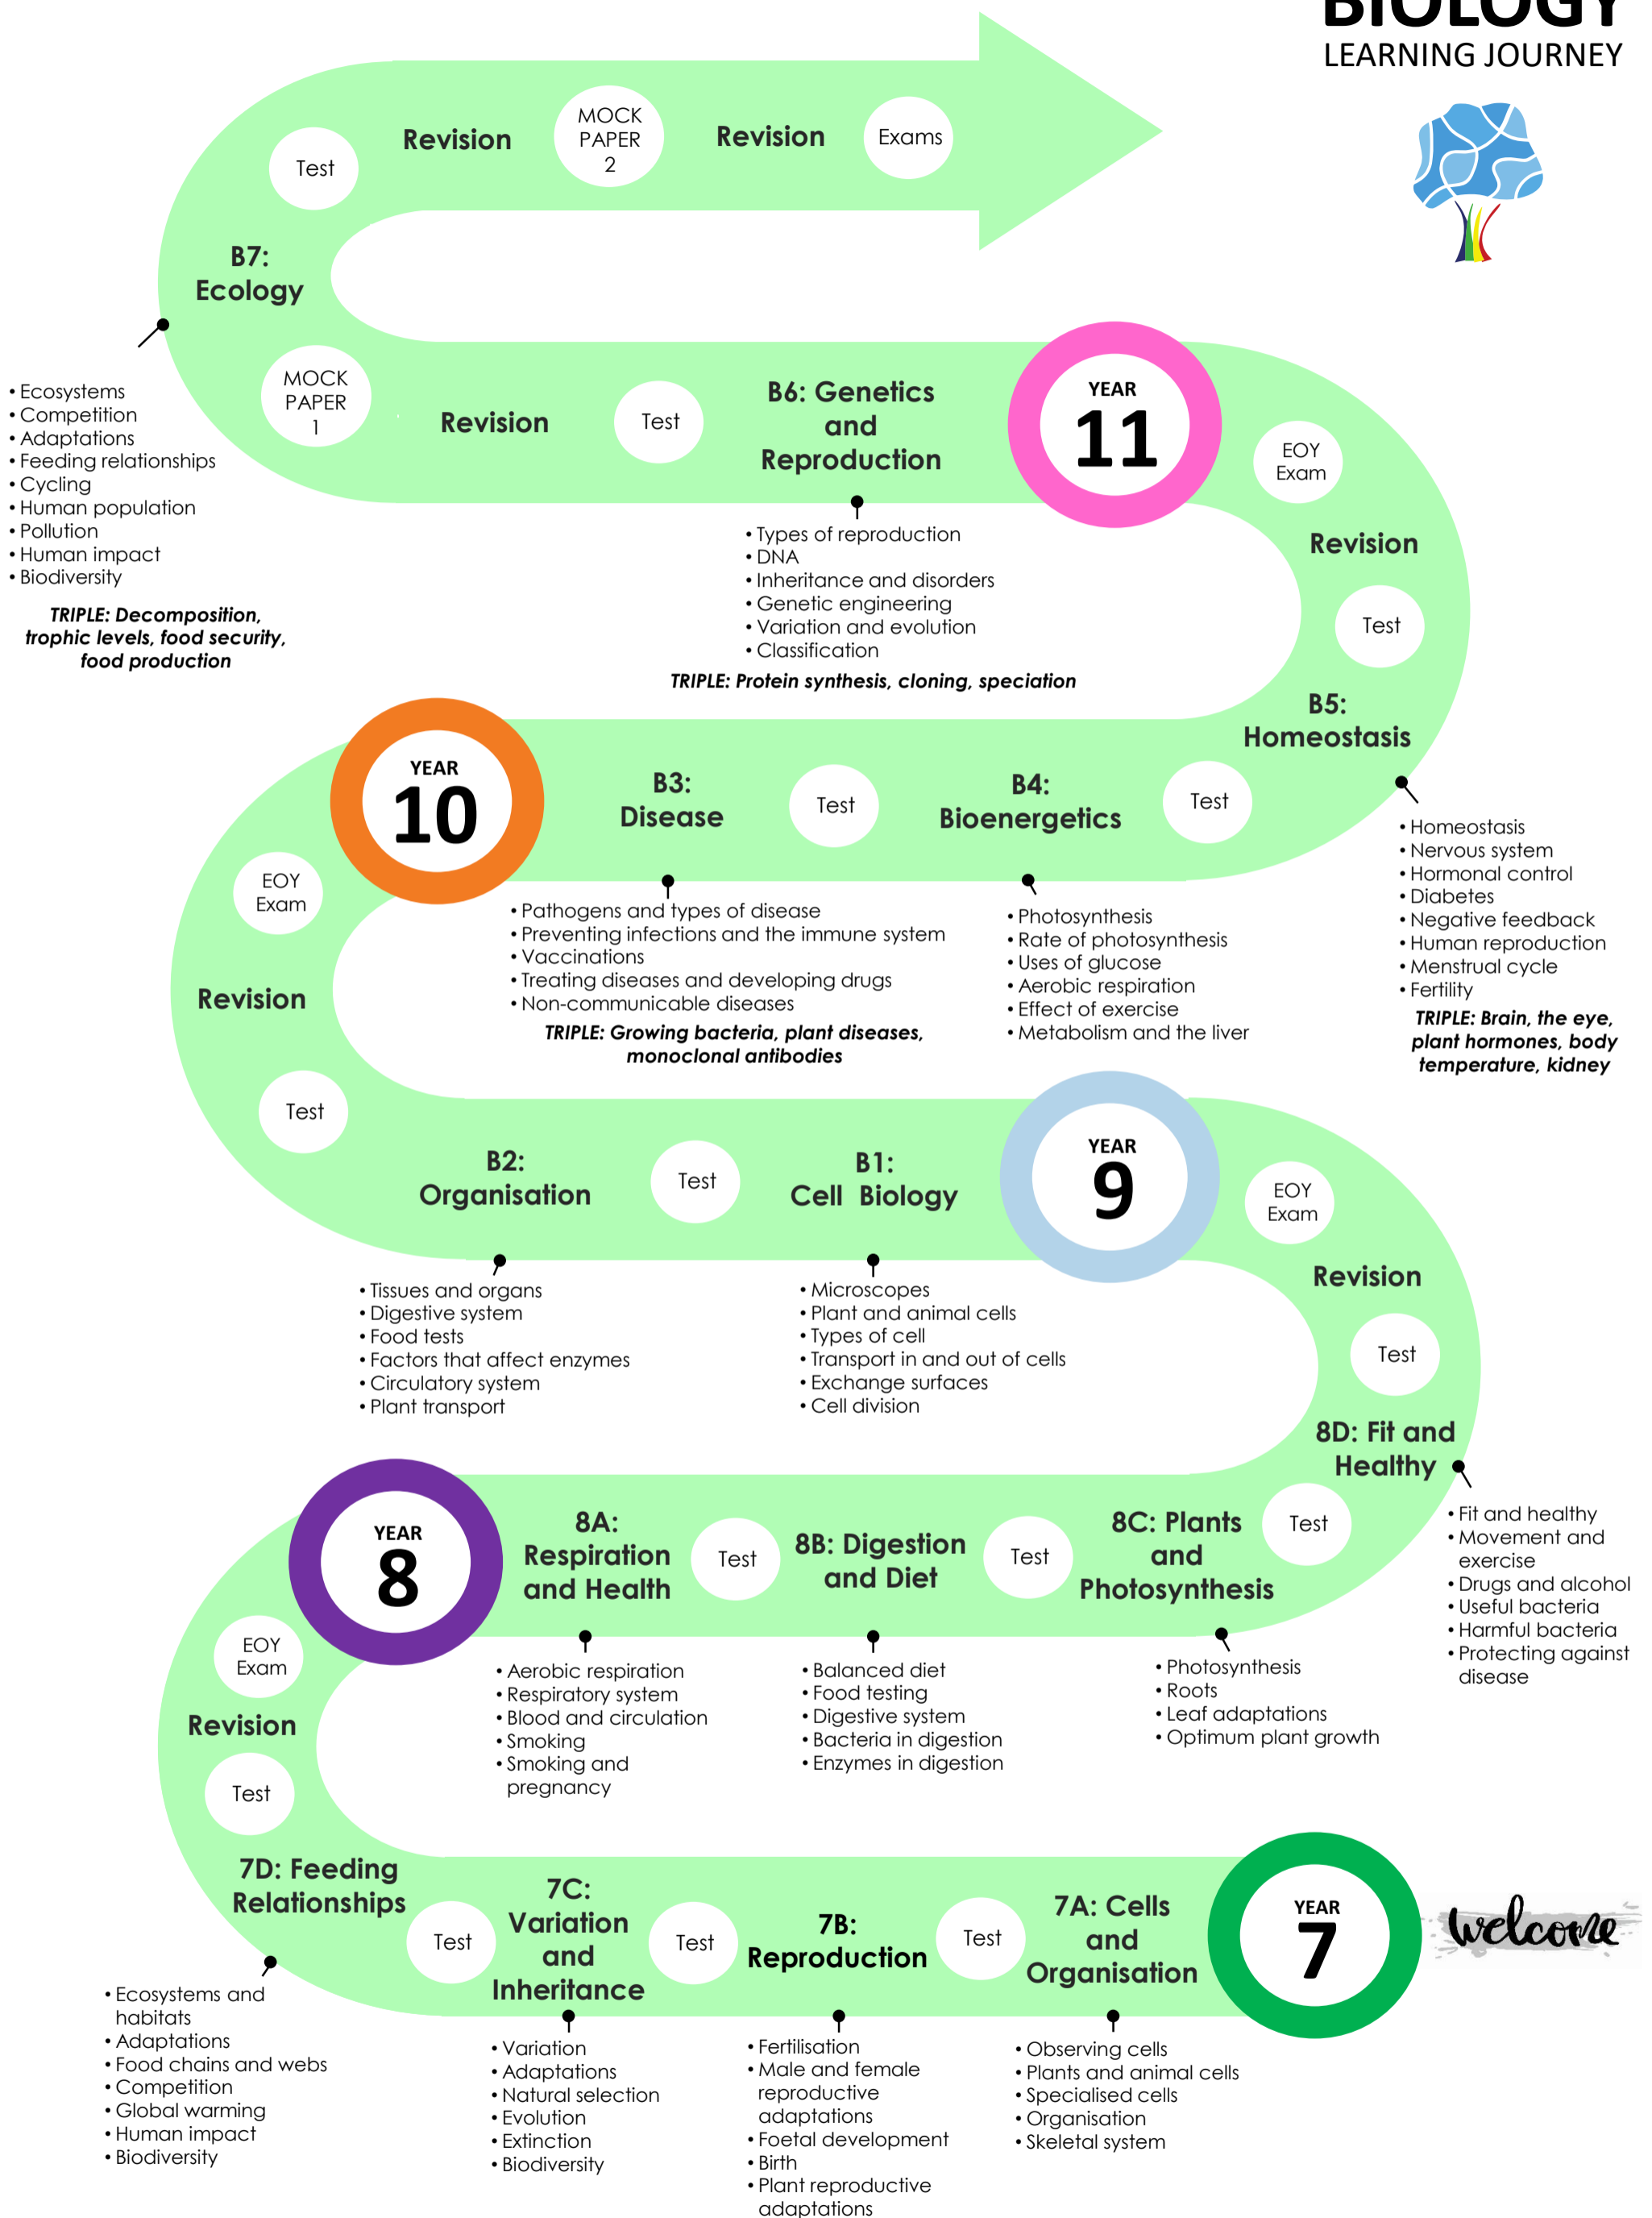 BIOLOGY
LEARNING JOURNEY
Test
Revision
MOCK
PAPER
2
Revision
Exams
B7:
Ecology
• Ecosystems
• Competition
• Adaptations
• Feeding relationships
• Cycling
• Human population
• Pollution
• Human impact
• Biodiversity
TRIPLE: Decomposition,
trophic levels, food security,
food production
MOCK
PAPER
1
Revision
Test
B6: Genetics
and
Reproduction
• Types of reproduction
• DNA
• Inheritance and disorders
• Genetic engineering
• Variation and evolution
• Classification
TRIPLE: Protein synthesis, cloning, speciation
YEAR
11
EOY
Exam
Revision
Test
B5:
Homeostasis
• Homeostasis
• Nervous system
• Hormonal control
• Diabetes
• Negative feedback
• Human reproduction
• Menstrual cycle
• Fertility
TRIPLE: Brain, the eye,
plant hormones, body
temperature, kidney
YEAR
10
B3:
Disease
• Pathogens and types of disease
• Preventing infections and the immune system
• Vaccinations
• Treating diseases and developing drugs
• Non-communicable diseases
TRIPLE: Growing bacteria, plant diseases,
monoclonal antibodies
Test
B4:
Bioenergetics
• Photosynthesis
• Rate of photosynthesis
• Uses of glucose
• Aerobic respiration
• Effect of exercise
• Metabolism and the liver
Test
EOY
Exam
Revision
Test
B2:
Organisation
• Tissues and organs
• Digestive system
• Food tests
• Factors that affect enzymes
• Circulatory system
• Plant transport
Test
B1:
Cell Biology
• Microscopes
• Plant and animal cells
• Types of cell
• Transport in and out of cells
• Exchange surfaces
• Cell division
YEAR
9
EOY
Exam
Revision
Test
8D: Fit and
Healthy
• Fit and healthy
• Movement and
exercise
• Drugs and alcohol
• Useful bacteria
• Harmful bacteria
• Protecting against
disease
YEAR
8
8A:
Respiration
and Health
• Aerobic respiration
• Respiratory system
• Blood and circulation
• Smoking
• Smoking and
pregnancy
Test
8B: Digestion
and Diet
• Balanced diet
• Food testing
• Digestive system
• Bacteria in digestion
• Enzymes in digestion
Test
8C: Plants
and
Photosynthesis
• Photosynthesis
• Roots
• Leaf adaptations
• Optimum plant growth
Test
EOY
Exam
Revision
Test
7D: Feeding
Relationships
• Ecosystems and
habitats
• Adaptations
• Food chains and webs
• Competition
• Global warming
• Human impact
• Biodiversity
Test
7C:
Variation
and
Inheritance
• Variation
• Adaptations
• Natural selection
• Evolution
• Extinction
• Biodiversity
Test
7B:
Reproduction
• Fertilisation
• Male and female
reproductive
adaptations
• Foetal development
• Birth
• Plant reproductive
adaptations
Test
7A: Cells
and
Organisation
• Observing cells
• Plants and animal cells
• Specialised cells
• Organisation
• Skeletal system
YEAR
7
welcome